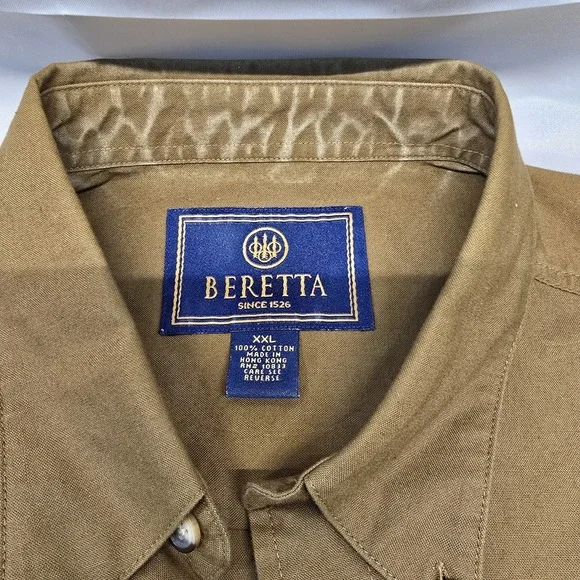 BERETTA
SINCE 1526
XXL
100% COTTON
MADE IN
HONG KONG
RN# 10833
CARE SEE
REVERSE